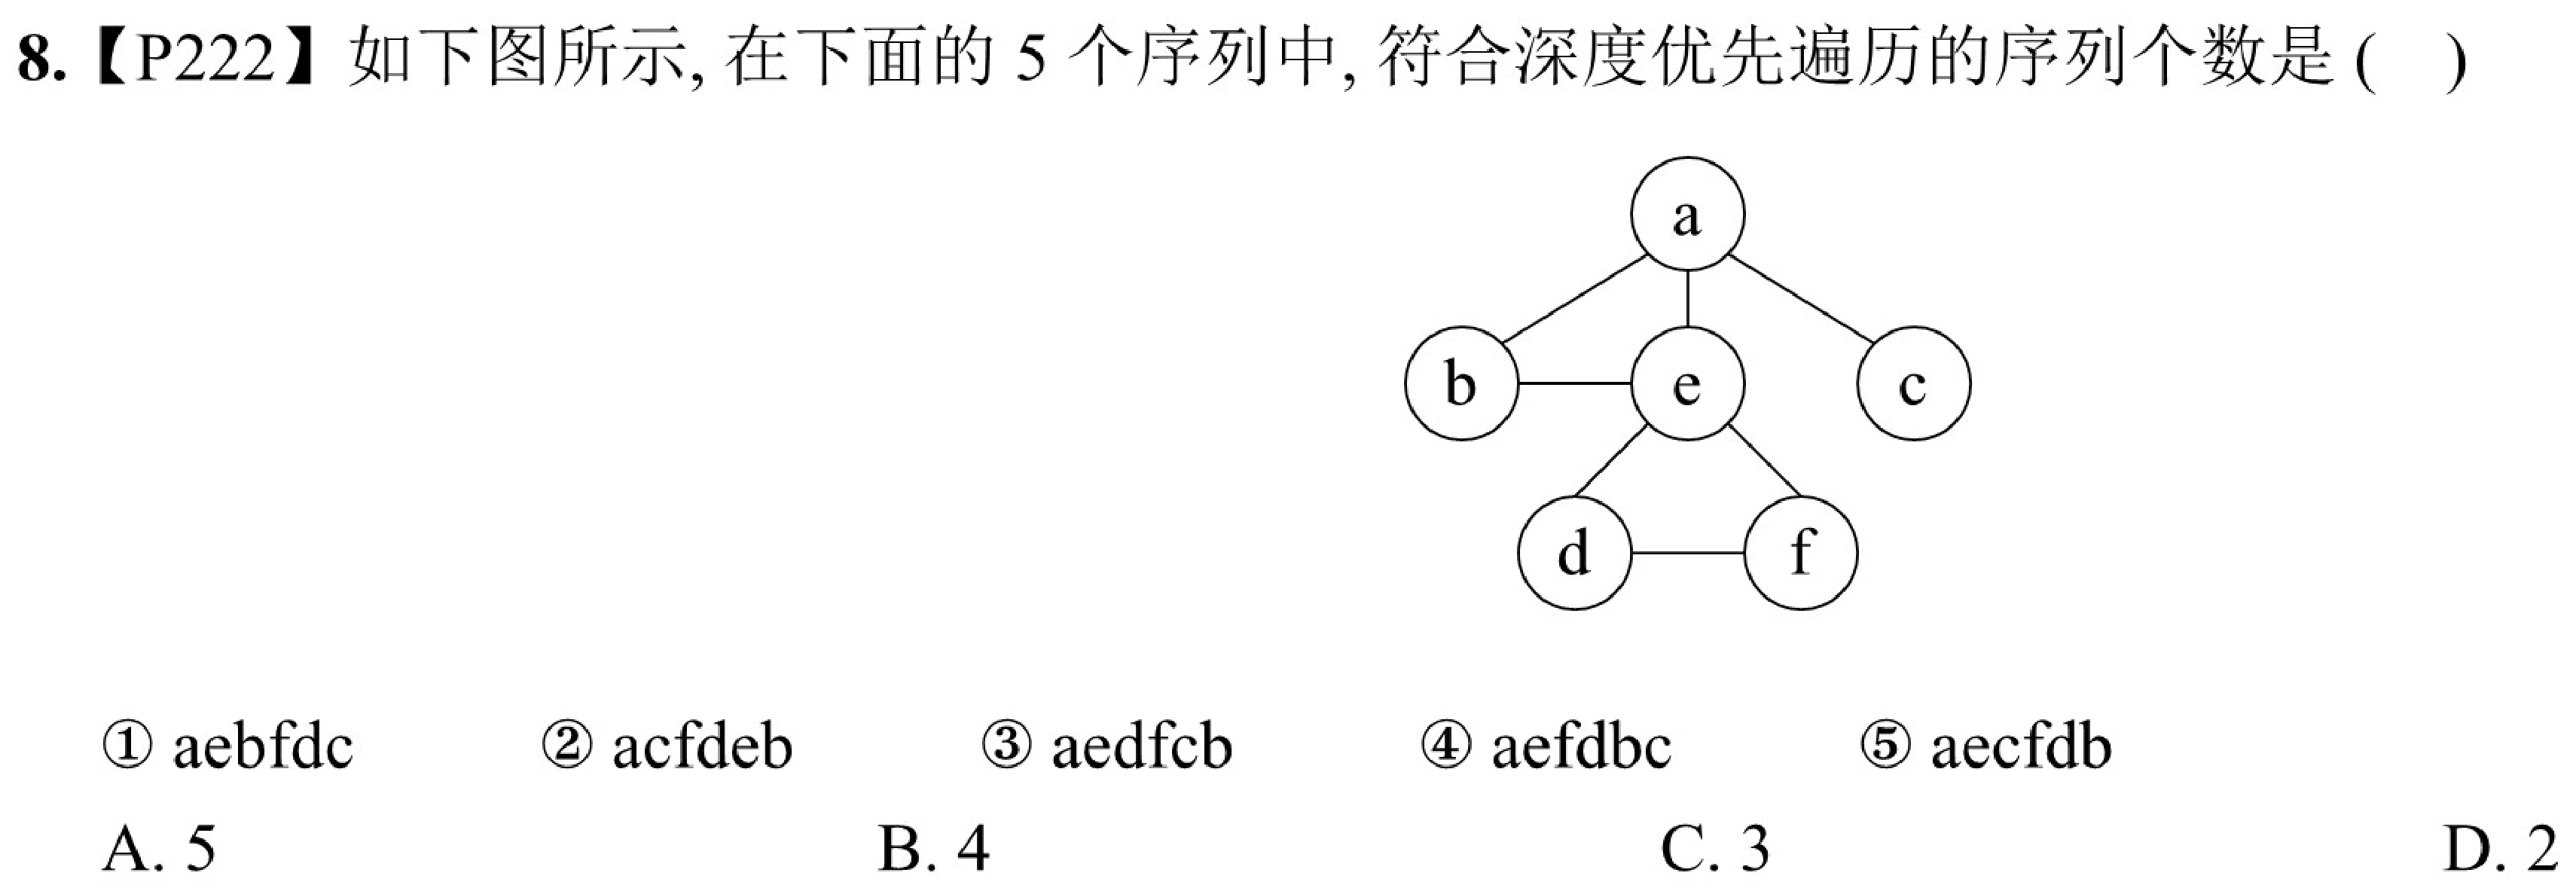 8.【P222】如下图所示, 在下面的 5 个序列中, 符合深度优先遍历的序列个数是 ( )
a
b e c
d f
① aebfdc ② acfdeb ③ aedfcb ④ aefdbc ⑤ aecfdb
A. 5 B. 4 C. 3 D. 2